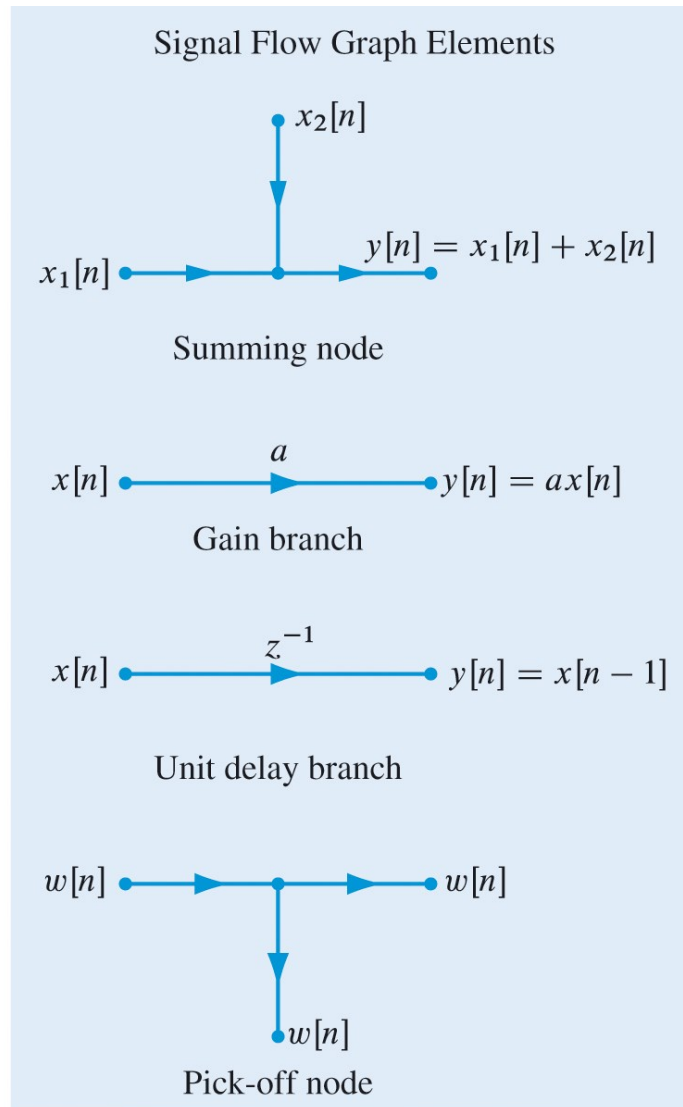 Signal Flow Graph Elements
x₂[n]
y[n] = x₁[n] + x₂[n]
x₁[n]
Summing node
a
x[n] y[n] = ax[n]
Gain branch
z⁻¹
x[n] y[n] = x[n − 1]
Unit delay branch
w[n] w[n]
w[n]
Pick-off node